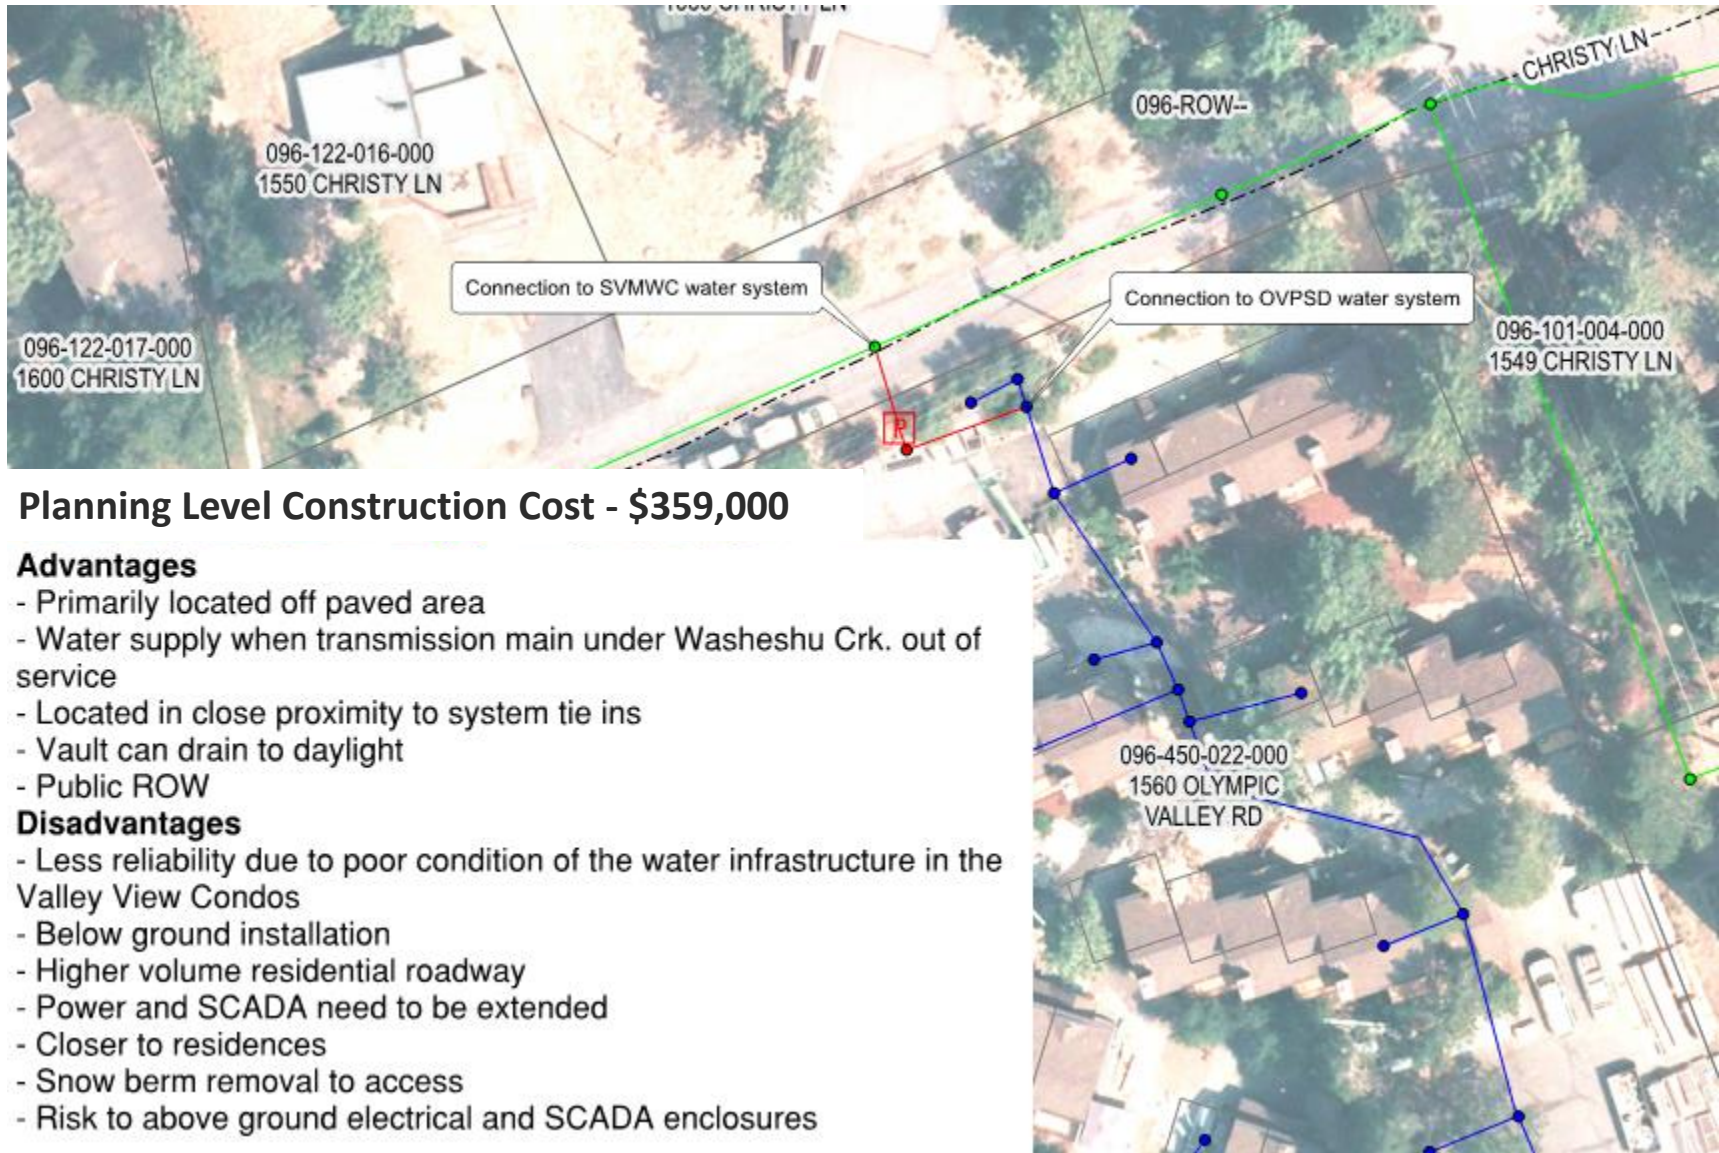 1550 CHRISTY LN
CHRISTY LN
096-ROW--
096-122-016-000
1550 CHRISTY LN
Connection to SVMWC water system
Connection to OVPSD water system
096-122-017-000
1600 CHRISTY LN
096-101-004-000
1549 CHRISTY LN
P
Planning Level Construction Cost - $359,000
Advantages
- Primarily located off paved area
- Water supply when transmission main under Washeshu Crk. out of
service
- Located in close proximity to system tie ins
- Vault can drain to daylight
- Public ROW
Disadvantages
- Less reliability due to poor condition of the water infrastructure in the
Valley View Condos
- Below ground installation
- Higher volume residential roadway
- Power and SCADA need to be extended
- Closer to residences
- Snow berm removal to access
- Risk to above ground electrical and SCADA enclosures
096-450-022-000
1560 OLYMPIC
VALLEY RD